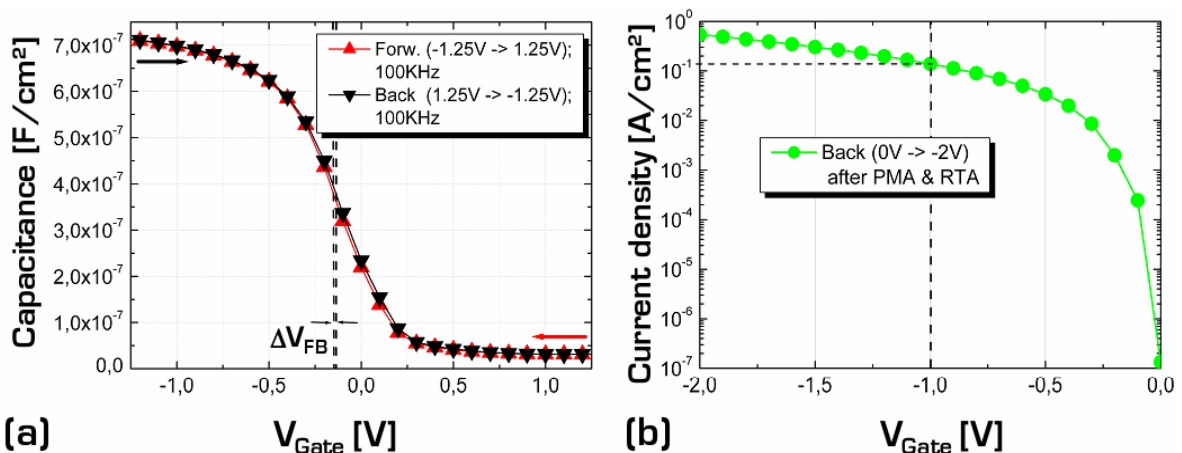 Capacitance [F/cm²]
7,0x10⁻⁷
6,0x10⁻⁷
5,0x10⁻⁷
4,0x10⁻⁷
3,0x10⁻⁷
2,0x10⁻⁷
1,0x10⁻⁷
0,0
Forw. (-1.25V -> 1.25V);
100KHz
Back (1.25V -> -1.25V);
100KHz
ΔV_FB
-1,0
-0,5
0,0
0,5
1,0
(a)
V_Gate [V]
Current density [A/cm²]
10⁰
10⁻¹
10⁻²
10⁻³
10⁻⁴
10⁻⁵
10⁻⁶
10⁻⁷
Back (0V -> -2V)
after PMA & RTA
-2,0
-1,5
-1,0
-0,5
0,0
(b)
V_Gate [V]